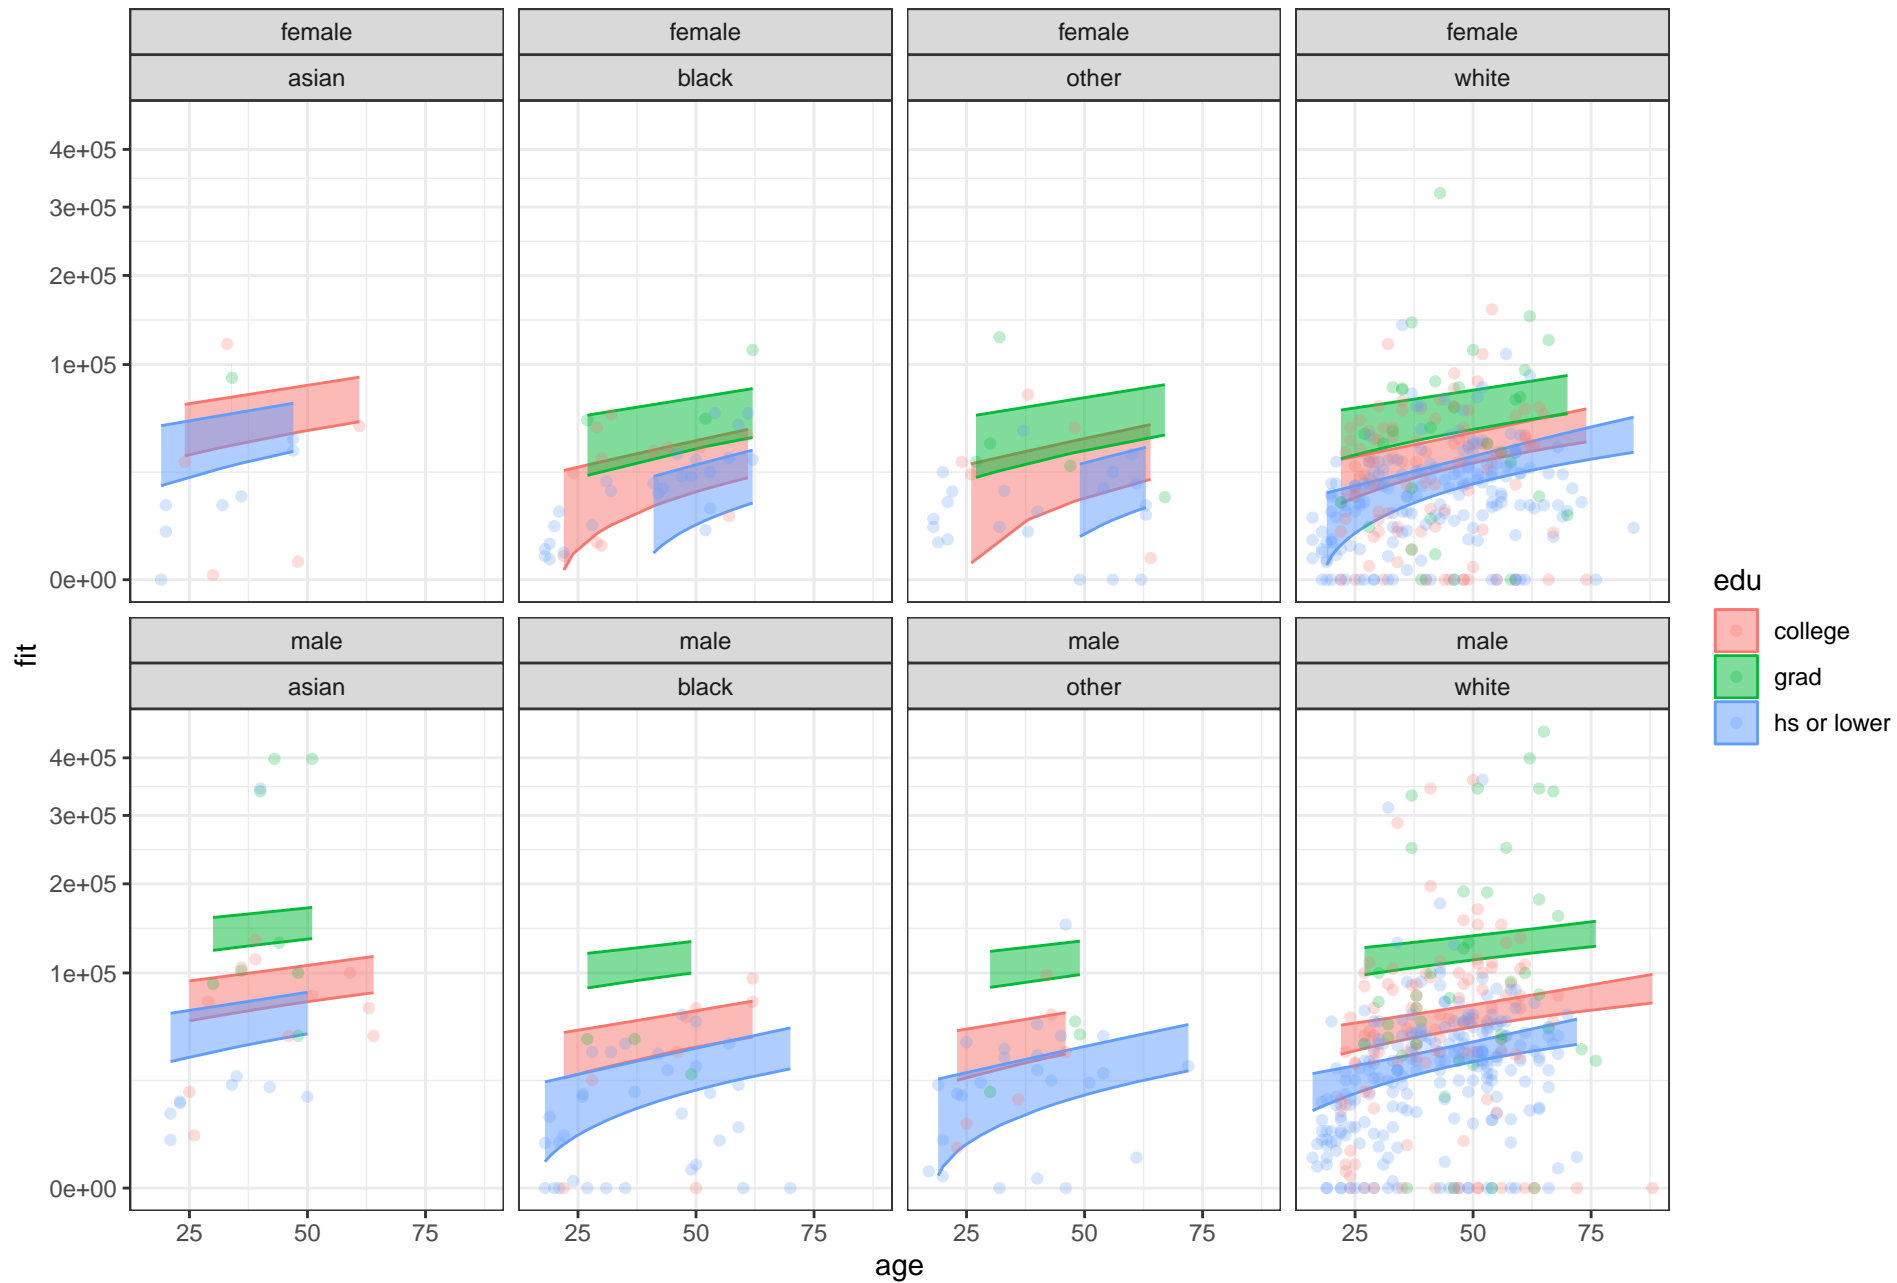 female female female female
asian black other white
4e+05
3e+05
2e+05
1e+05
0e+00
male male male male
asian black other white
4e+05
3e+05
2e+05
1e+05
0e+00
25 50 75 25 50 75 25 50 75 25 50 75
age
fit
edu
college
grad
hs or lower